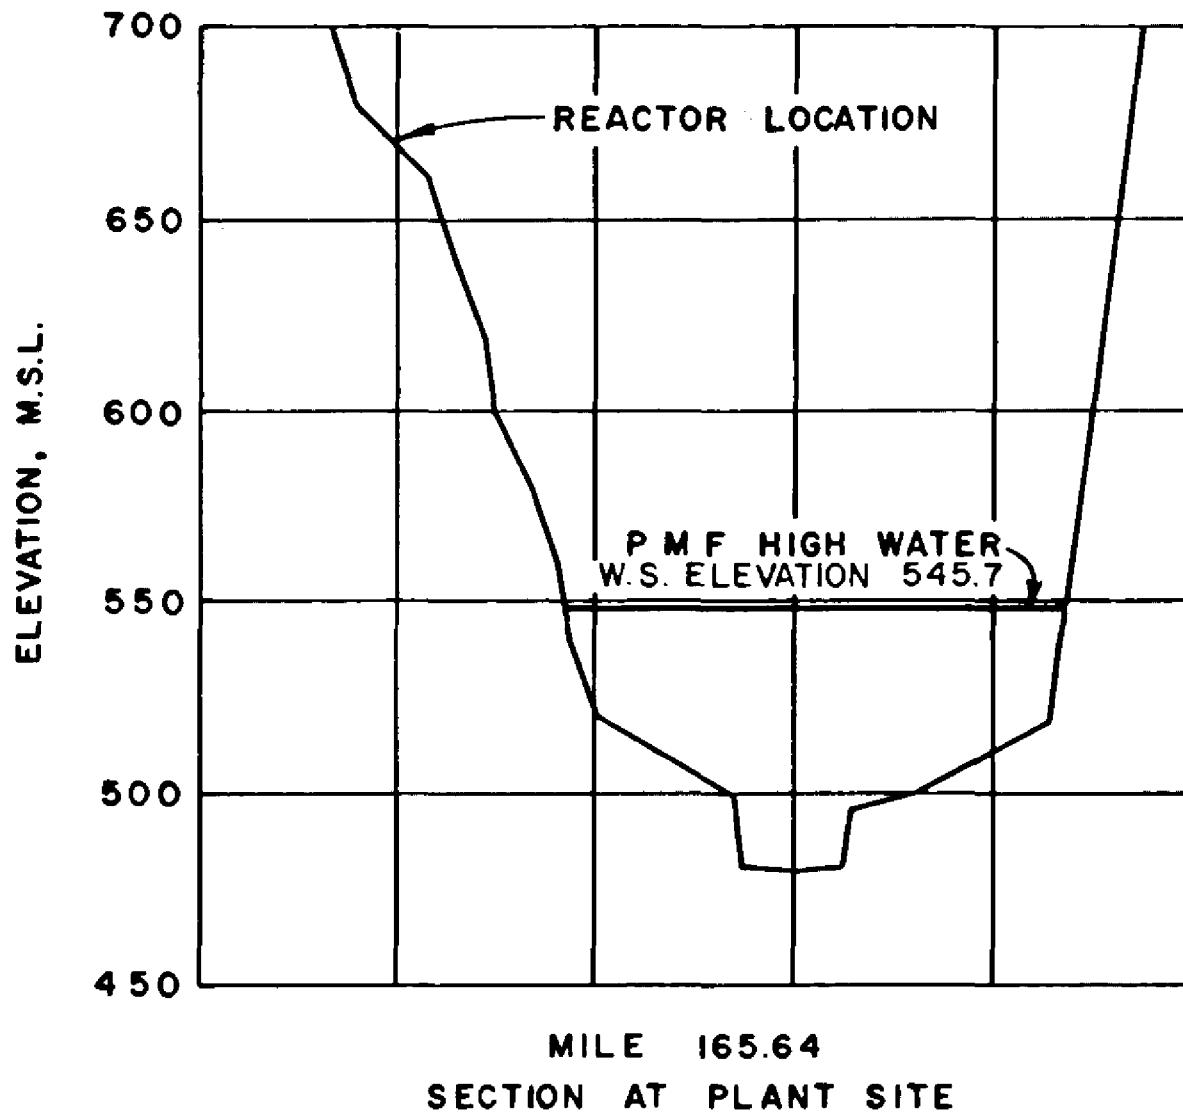 700
REACTOR LOCATION
650
600
ELEVATION, M.S.L.
P M F HIGH WATER
W.S. ELEVATION 545.7
550
500
450
MILE 165.64
SECTION AT PLANT SITE